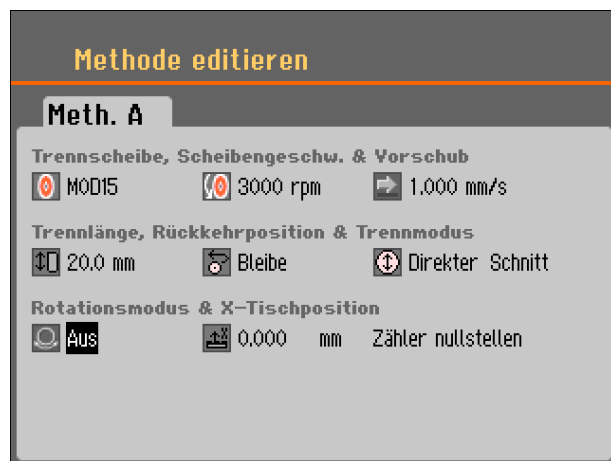 Methode editieren
Meth. A
Trennscheibe, Scheibengeschw. & Vorschub
MOD15 3000 rpm 1.000 mm/s
Trennlänge, Rückkehrposition & Trennmodus
20.0 mm Bleibe Direkter Schnitt
Rotationsmodus & X-Tischposition
Aus 0.000 mm Zähler nullstellen